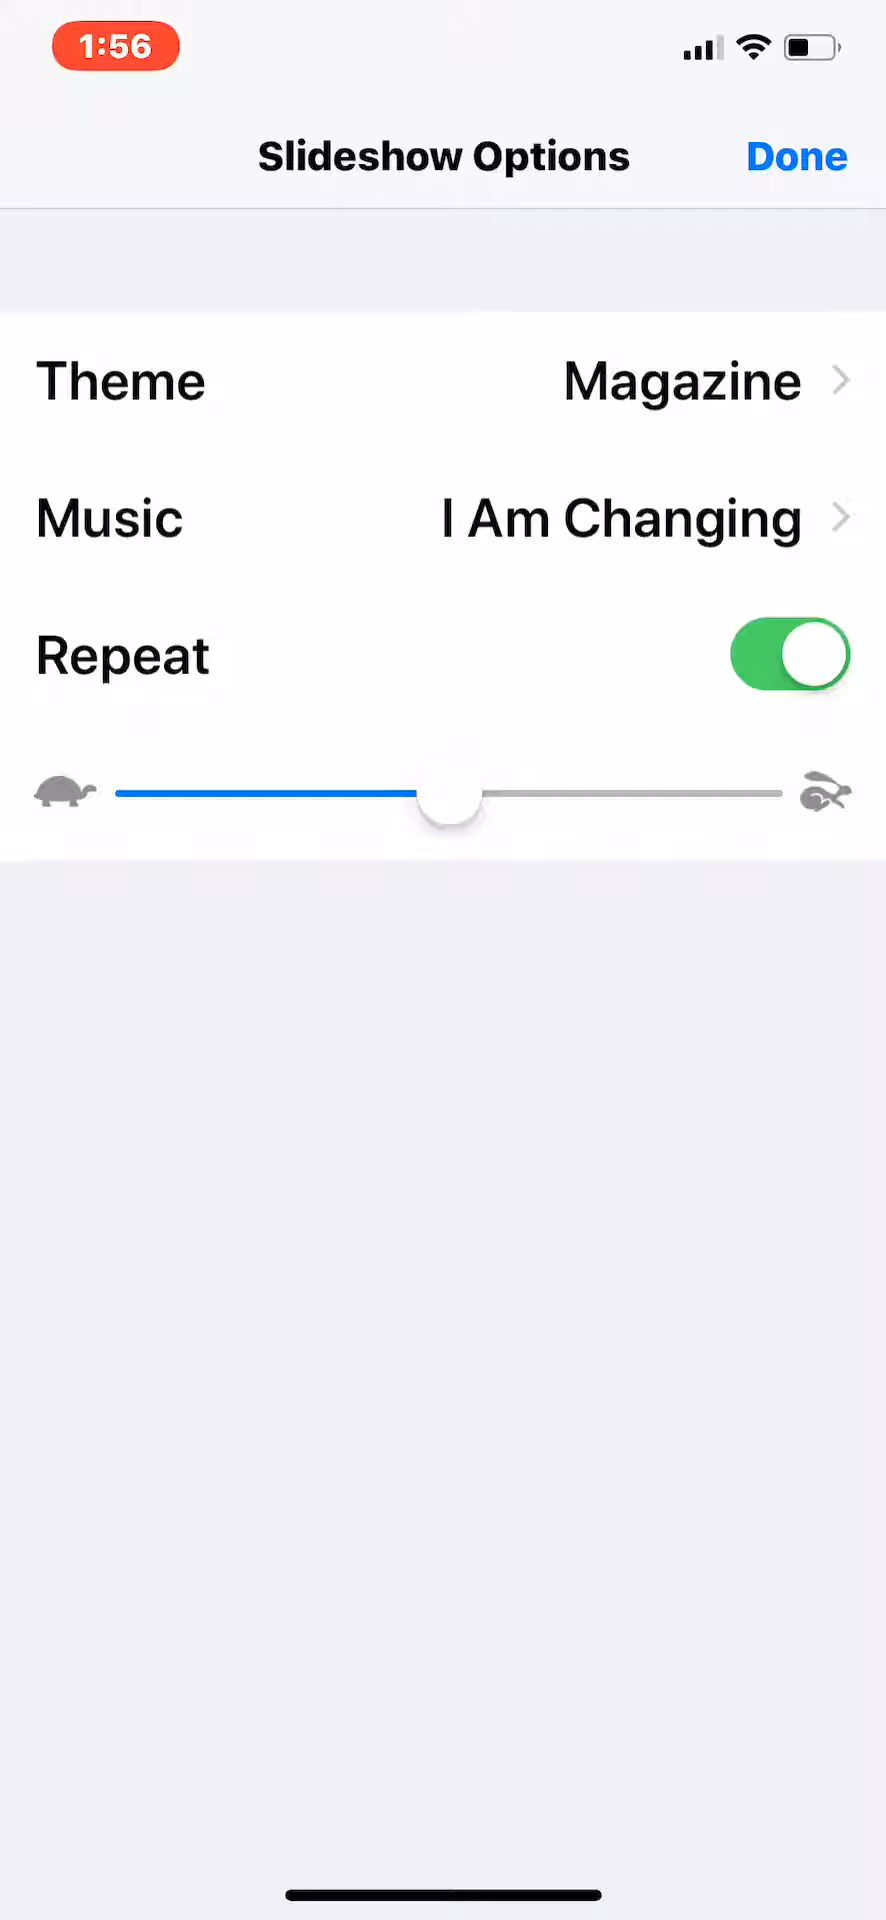 1:56
Slideshow Options
Done
Theme
Magazine
Music
I Am Changing
Repeat